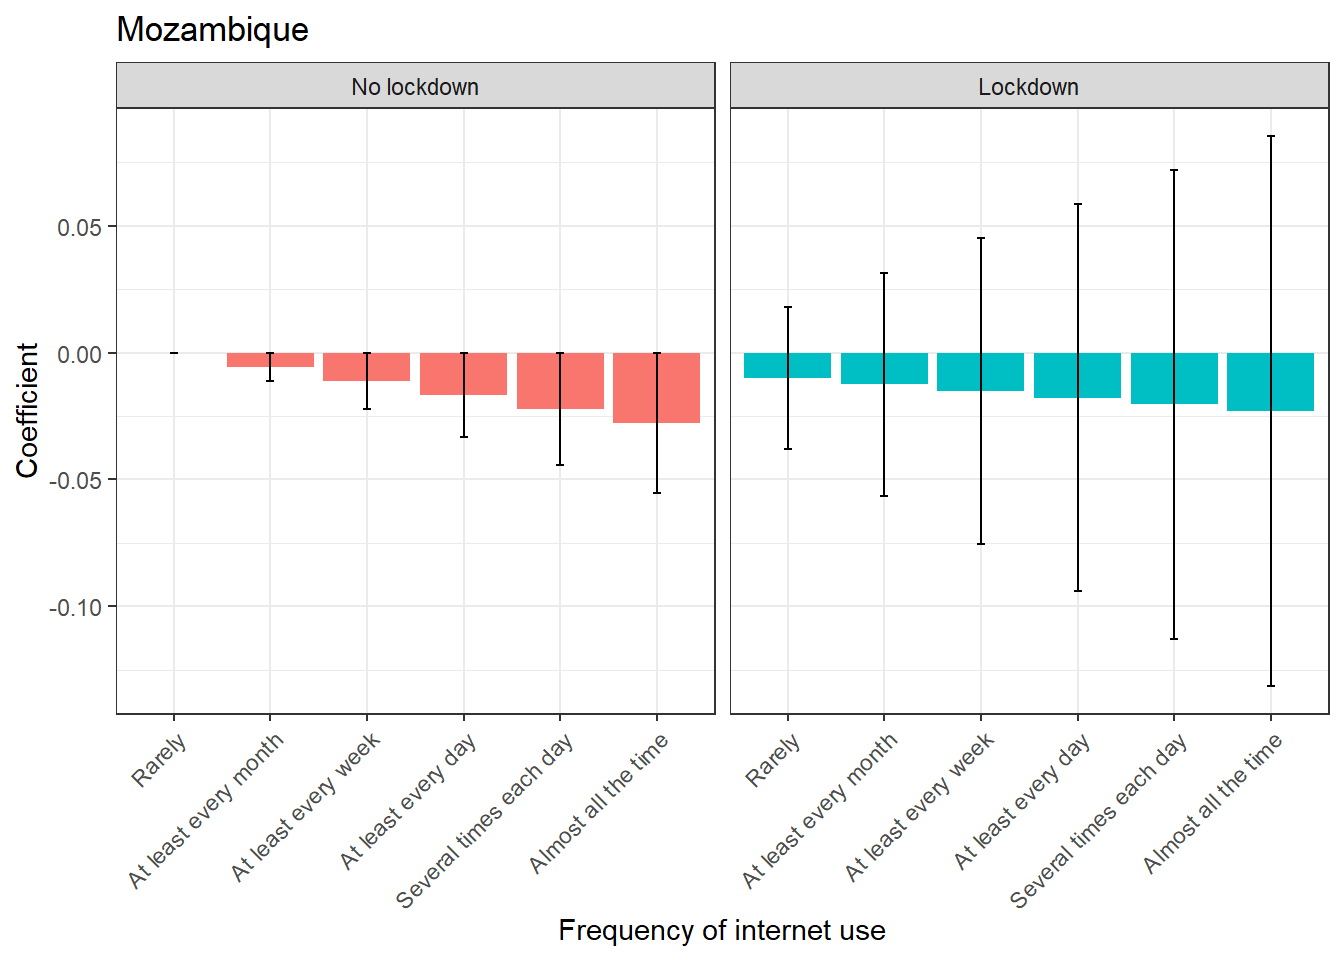 Mozambique
No lockdown
Lockdown
Coefficient
0.05
0.00
-0.05
-0.10
Rarely
At least every month
At least every week
At least every day
Several times each day
Almost all the time
Rarely
At least every month
At least every week
At least every day
Several times each day
Almost all the time
Frequency of internet use